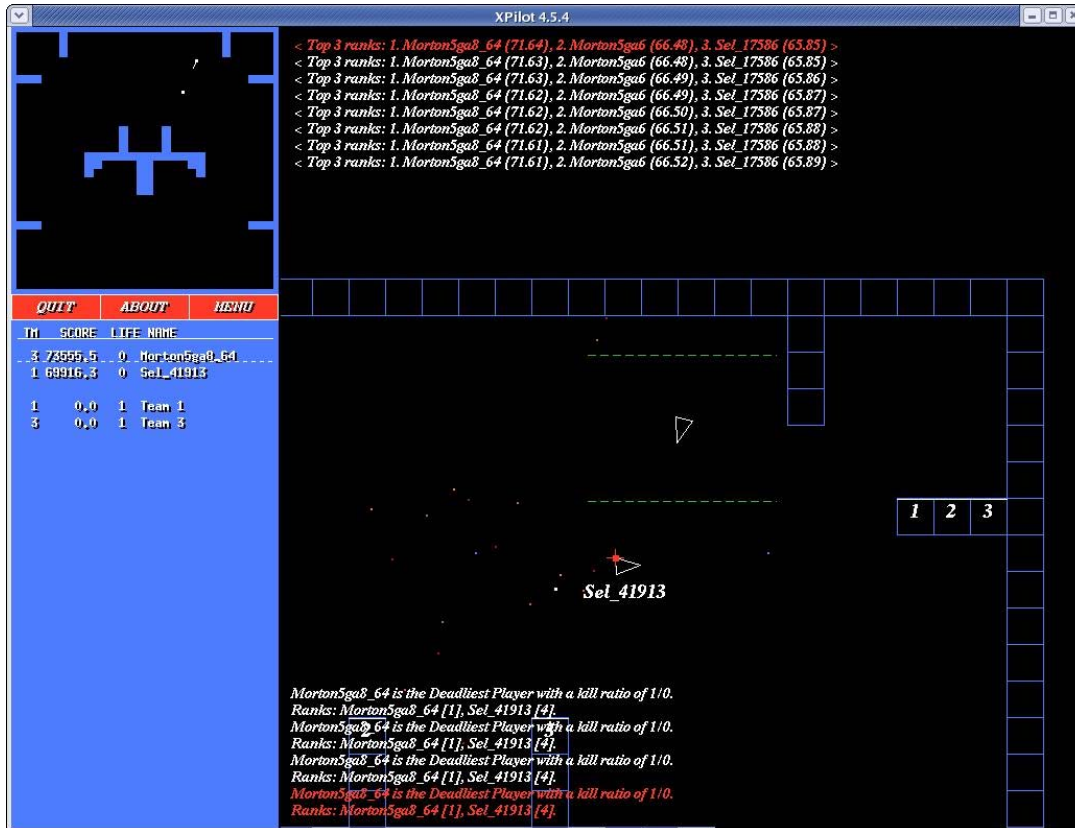 XPilot 4.5.4
< Top 3 ranks: 1. Morton5ga8_64 (71.64), 2. Morton5ga6 (66.48), 3. Sel_17586 (65.85) >
< Top 3 ranks: 1. Morton5ga8_64 (71.63), 2. Morton5ga6 (66.48), 3. Sel_17586 (65.85) >
< Top 3 ranks: 1. Morton5ga8_64 (71.63), 2. Morton5ga6 (66.49), 3. Sel_17586 (65.86) >
< Top 3 ranks: 1. Morton5ga8_64 (71.62), 2. Morton5ga6 (66.49), 3. Sel_17586 (65.87) >
< Top 3 ranks: 1. Morton5ga8_64 (71.62), 2. Morton5ga6 (66.50), 3. Sel_17586 (65.87) >
< Top 3 ranks: 1. Morton5ga8_64 (71.62), 2. Morton5ga6 (66.51), 3. Sel_17586 (65.88) >
< Top 3 ranks: 1. Morton5ga8_64 (71.61), 2. Morton5ga6 (66.51), 3. Sel_17586 (65.88) >
< Top 3 ranks: 1. Morton5ga8_64 (71.61), 2. Morton5ga6 (66.52), 3. Sel_17586 (65.89) >
QUIT ABOUT MENU
TM SCORE LIFE NAME
3 73555.5 0 Morton5ga8_64
1 69916.3 0 Sel_41913
1 0.0 1 Team 1
3 0.0 1 Team 3
1 2 3
Sel_41913
Morton5ga8_64 is the Deadliest Player with a kill ratio of 1/0.
Ranks: Morton5ga8_64 [1], Sel_41913 [4].
Morton5ga8_64 is the Deadliest Player with a kill ratio of 1/0.
2 3
Ranks: Morton5ga8_64 [1], Sel_41913 [4].
Morton5ga8_64 is the Deadliest Player with a kill ratio of 1/0.
Ranks: Morton5ga8_64 [1], Sel_41913 [4].
Morton5ga8_64 is the Deadliest Player with a kill ratio of 1/0.
Ranks: Morton5ga8_64 [1], Sel_41913 [4].